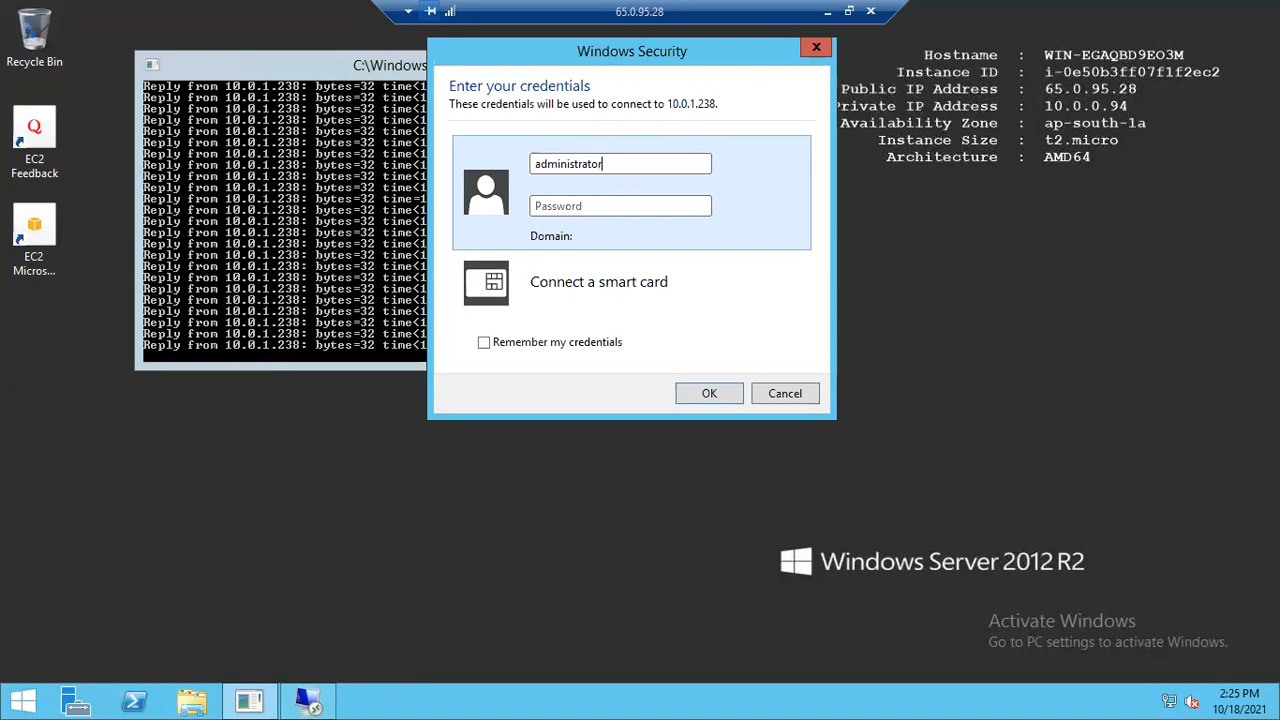 65.0.95.28
Recycle Bin
EC2
Feedback
EC2
Micros...
C:\Windows
Reply from 10.0.1.238: bytes=32 time<1
Reply from 10.0.1.238: bytes=32 time<1
Reply from 10.0.1.238: bytes=32 time<1
Reply from 10.0.1.238: bytes=32 time<1
Reply from 10.0.1.238: bytes=32 time<1
Reply from 10.0.1.238: bytes=32 time<1
Reply from 10.0.1.238: bytes=32 time<1
Reply from 10.0.1.238: bytes=32 time<1
Reply from 10.0.1.238: bytes=32 time<1
Reply from 10.0.1.238: bytes=32 time<1
Reply from 10.0.1.238: bytes=32 time=1
Reply from 10.0.1.238: bytes=32 time<1
Reply from 10.0.1.238: bytes=32 time<1
Reply from 10.0.1.238: bytes=32 time<1
Reply from 10.0.1.238: bytes=32 time<1
Reply from 10.0.1.238: bytes=32 time<1
Reply from 10.0.1.238: bytes=32 time<1
Reply from 10.0.1.238: bytes=32 time<1
Reply from 10.0.1.238: bytes=32 time<1
Reply from 10.0.1.238: bytes=32 time<1
Reply from 10.0.1.238: bytes=32 time<1
Reply from 10.0.1.238: bytes=32 time<1
Reply from 10.0.1.238: bytes=32 time<1
Reply from 10.0.1.238: bytes=32 time<1
Windows Security
Enter your credentials
These credentials will be used to connect to 10.0.1.238.
administrator
Password
Domain:
Connect a smart card
Remember my credentials
OK Cancel
Hostname : WIN-EGAQBD9EO3M
Instance ID : i-0e50b3ff07f1f2ec2
Public IP Address : 65.0.95.28
Private IP Address : 10.0.0.94
Availability Zone : ap-south-1a
Instance Size : t2.micro
Architecture : AMD64
Windows Server 2012 R2
Activate Windows
Go to PC settings to activate Windows.
2:25 PM
10/18/2021